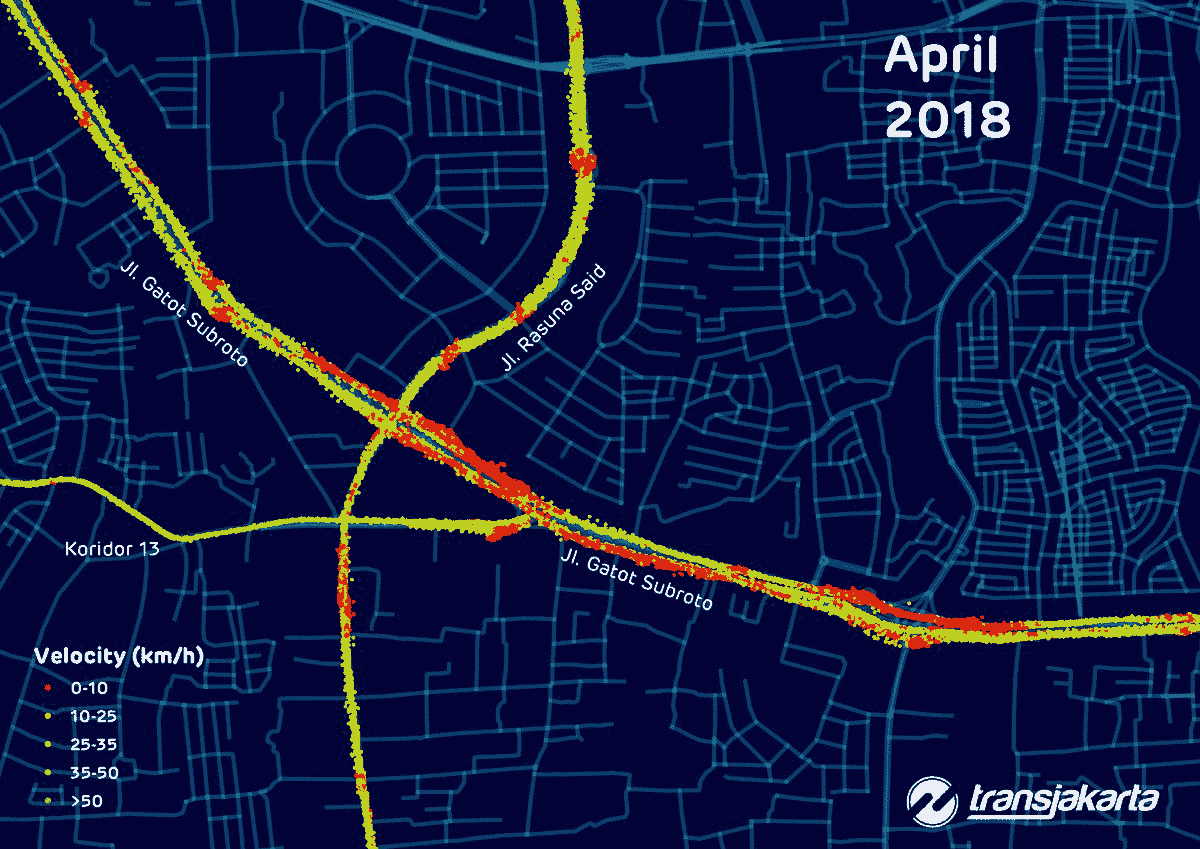 April
2018
Jl. Gatot Subroto
Jl. Rasuna Said
Koridor 13
Jl. Gatot Subroto
Velocity (km/h)
0-10
10-25
25-35
35-50
>50
transjakarta